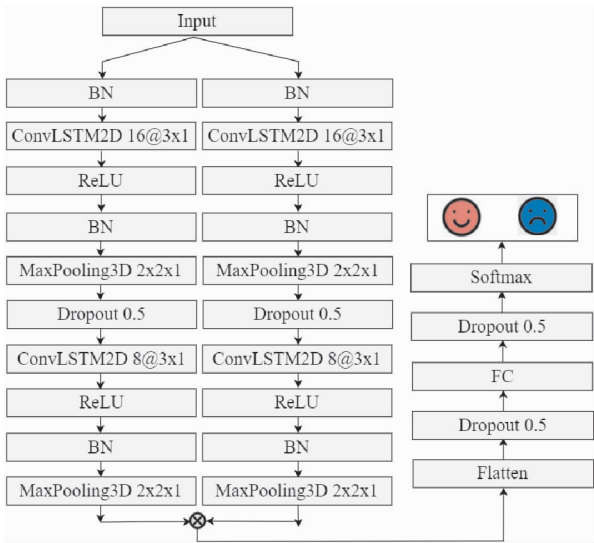 Input
BN
ConvLSTM2D 16@3x1
ReLU
BN
MaxPooling3D 2x2x1
Dropout 0.5
ConvLSTM2D 8@3x1
ReLU
BN
MaxPooling3D 2x2x1
BN
ConvLSTM2D 16@3x1
ReLU
BN
MaxPooling3D 2x2x1
Dropout 0.5
ConvLSTM2D 8@3x1
ReLU
BN
MaxPooling3D 2x2x1
Softmax
Dropout 0.5
FC
Dropout 0.5
Flatten